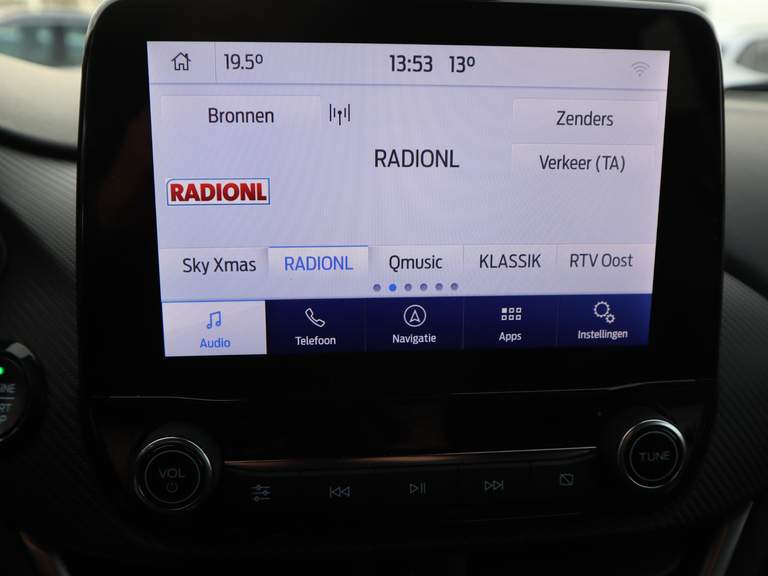 19.5° 13:53 13°
Bronnen
Zenders
RADIONL
Verkeer (TA)
RADIONL
Sky Xmas RADIONL Qmusic KLASSIK RTV Oost
Audio Telefoon Navigatie Apps Instellingen
VOL
TUNE